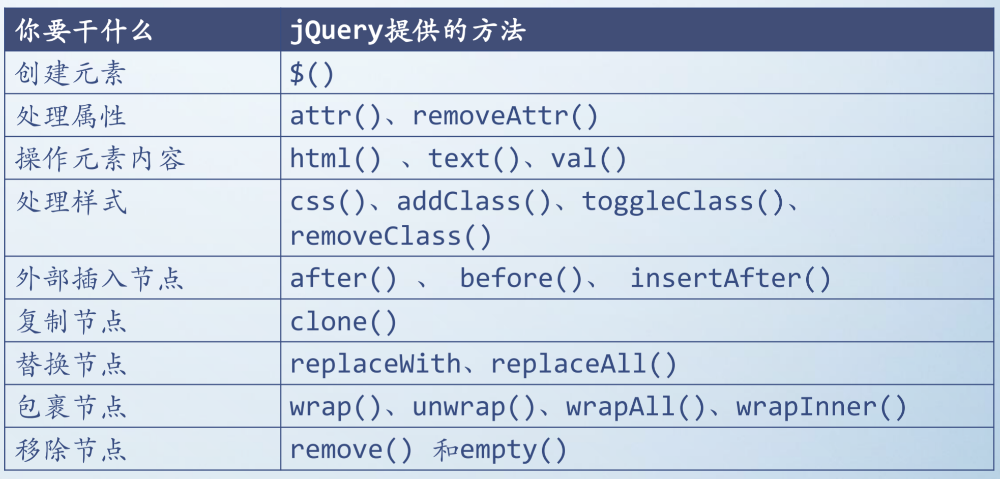 你要干什么
jQuery提供的方法
创建元素
$()
处理属性
attr()、removeAttr()
操作元素内容
html() 、text()、val()
处理样式
css()、addClass()、toggleClass()、
removeClass()
外部插入节点
after() 、 before()、 insertAfter()
复制节点
clone()
替换节点
replaceWith、replaceAll()
包裹节点
wrap()、unwrap()、wrapAll()、wrapInner()
移除节点
remove() 和empty()